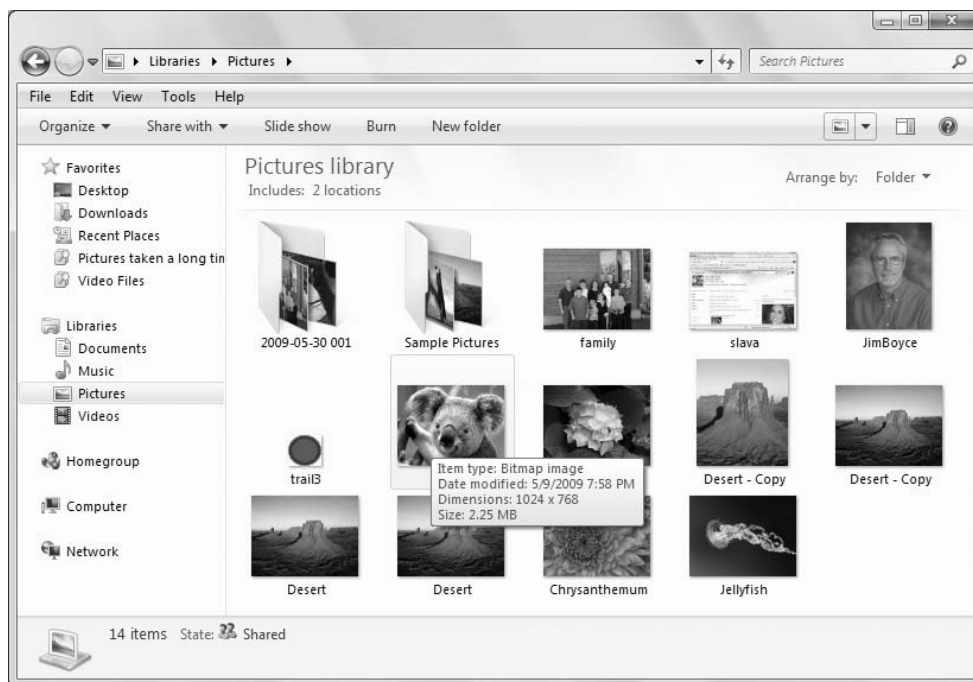 Libraries Pictures
Search Pictures
File Edit View Tools Help
Organize Share with Slide show Burn New folder
Favorites
Desktop
Downloads
Recent Places
Pictures taken a long tin
Video Files
Libraries
Documents
Music
Pictures
Videos
Homegroup
Computer
Network
Pictures library
Includes: 2 locations
Arrange by: Folder
2009-05-30 001 Sample Pictures family slava JimBoyce
trail3 Desert - Copy Desert - Copy
Item type: Bitmap image
Date modified: 5/9/2009 7:58 PM
Dimensions: 1024 x 768
Size: 2.25 MB
Desert Desert Chrysanthemum Jellyfish
14 items State: Shared